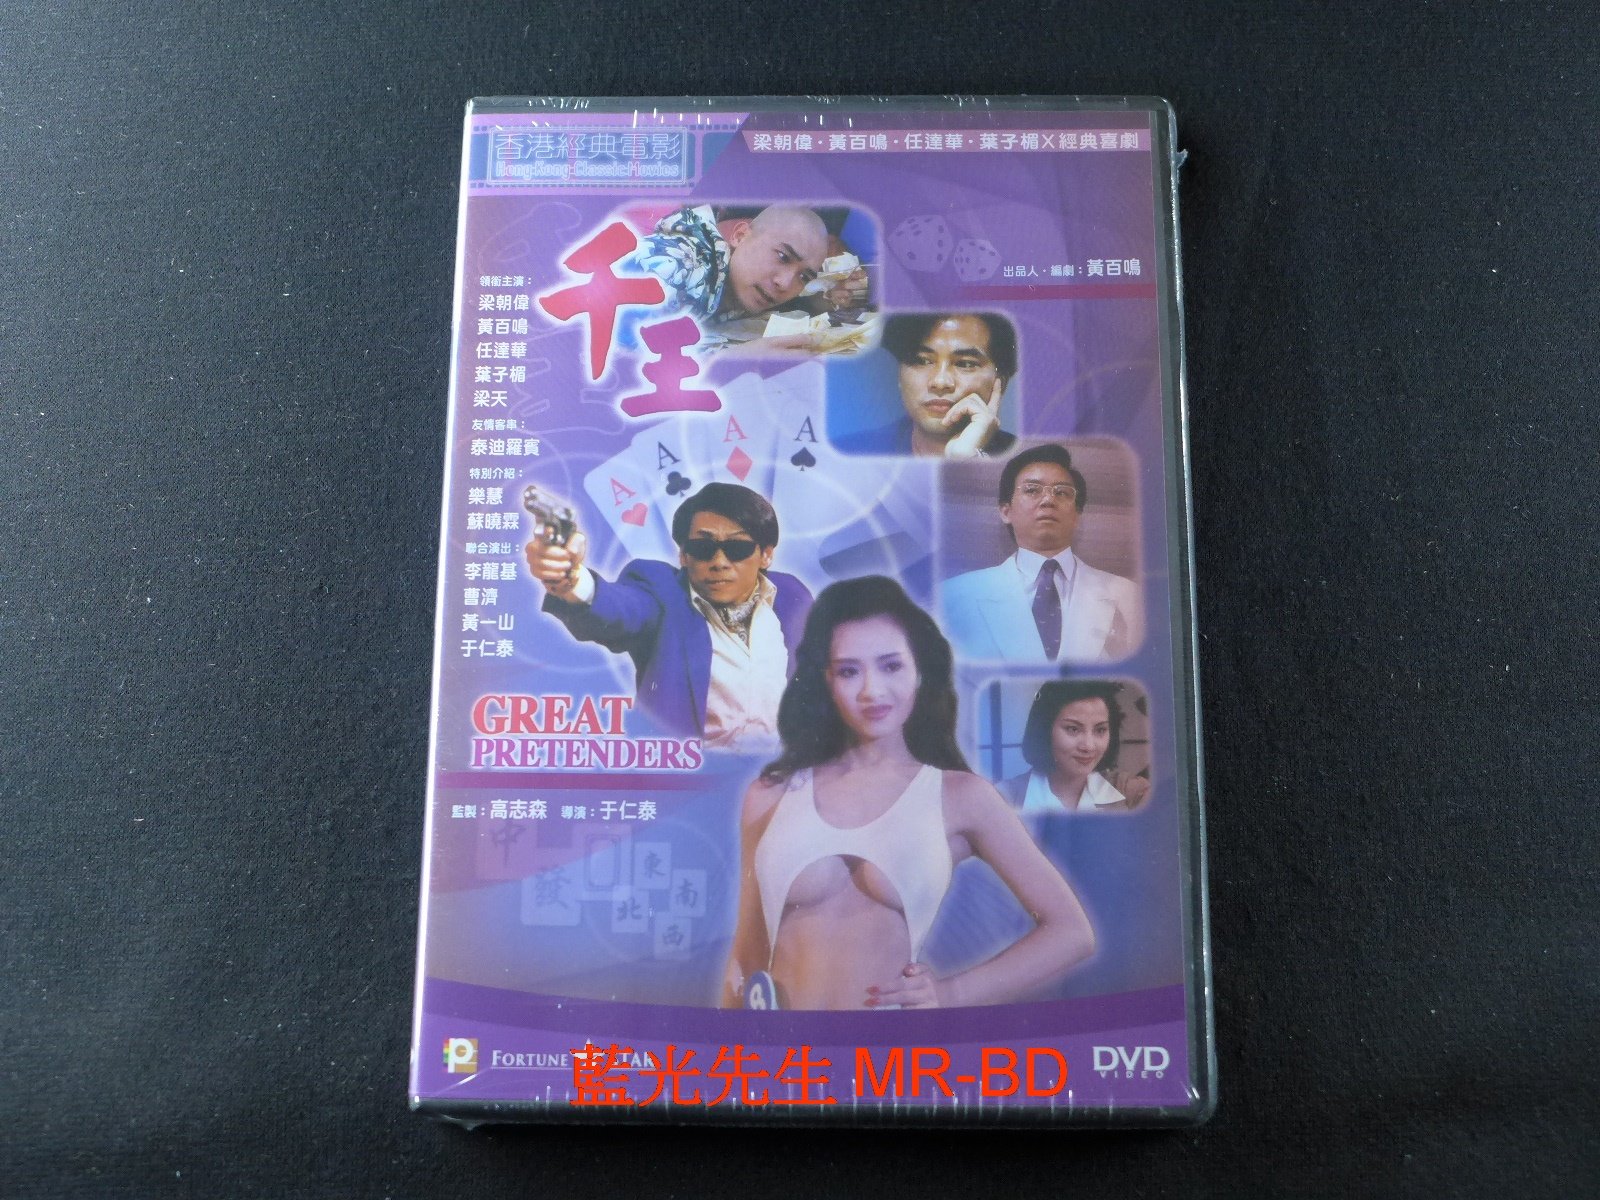 香港經典電影
Hong Kong Classic Movies
梁朝偉·黃百鳴·任達華·葉子楣X經典喜劇
出品人·編劇：黃百鳴
千王
領銜主演：
梁朝偉
黃百鳴
任達華
葉子楣
梁天
友情客串：
泰迪羅賓
特別介紹：
樂慧
蘇曉霖
聯合演出：
李龍基
曹濟
黃一山
于仁泰
A
A
A
A
GREAT
PRETENDERS
監製：高志森 導演：于仁泰
中
發
東
南
北
西
8
P FORTUNE STAR
DVD
VIDEO
藍光先生 MR-BD